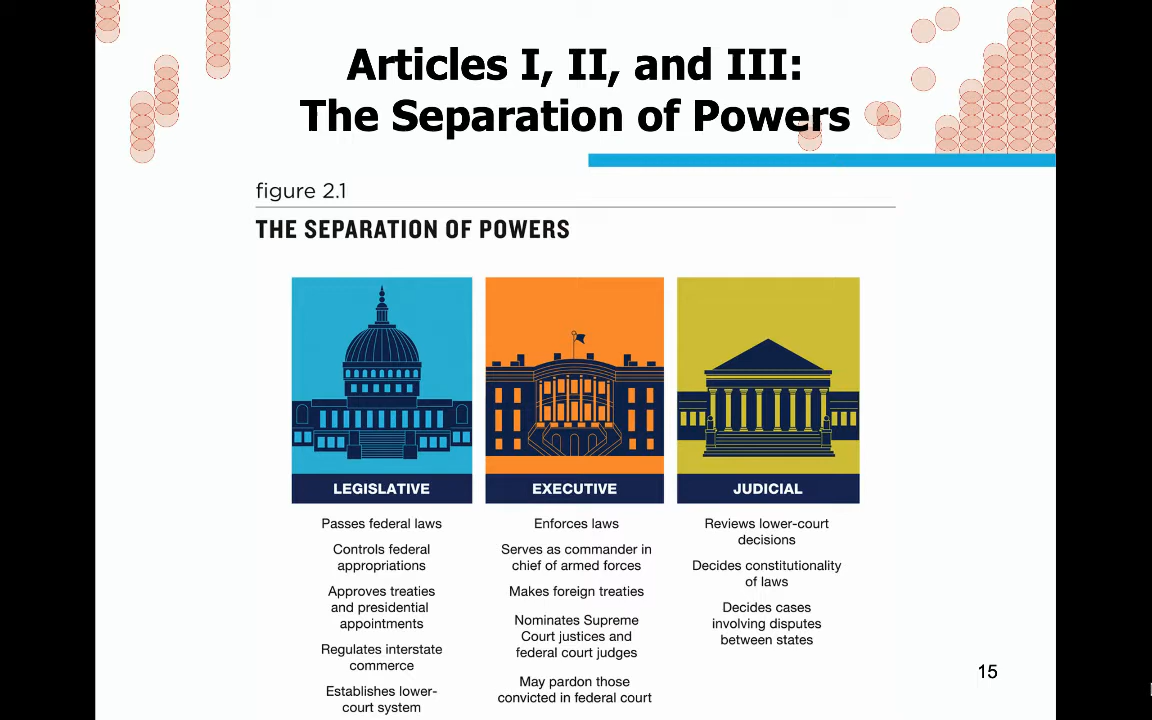 Articles I, II, and III:
The Separation of Powers
figure 2.1
THE SEPARATION OF POWERS
LEGISLATIVE
Passes federal laws
Controls federal
appropriations
Approves treaties
and presidential
appointments
Regulates interstate
commerce
Establishes lower-
court system
EXECUTIVE
Enforces laws
Serves as commander in
chief of armed forces
Makes foreign treaties
Nominates Supreme
Court justices and
federal court judges
May pardon those
convicted in federal court
JUDICIAL
Reviews lower-court
decisions
Decides constitutionality
of laws
Decides cases
involving disputes
between states
15